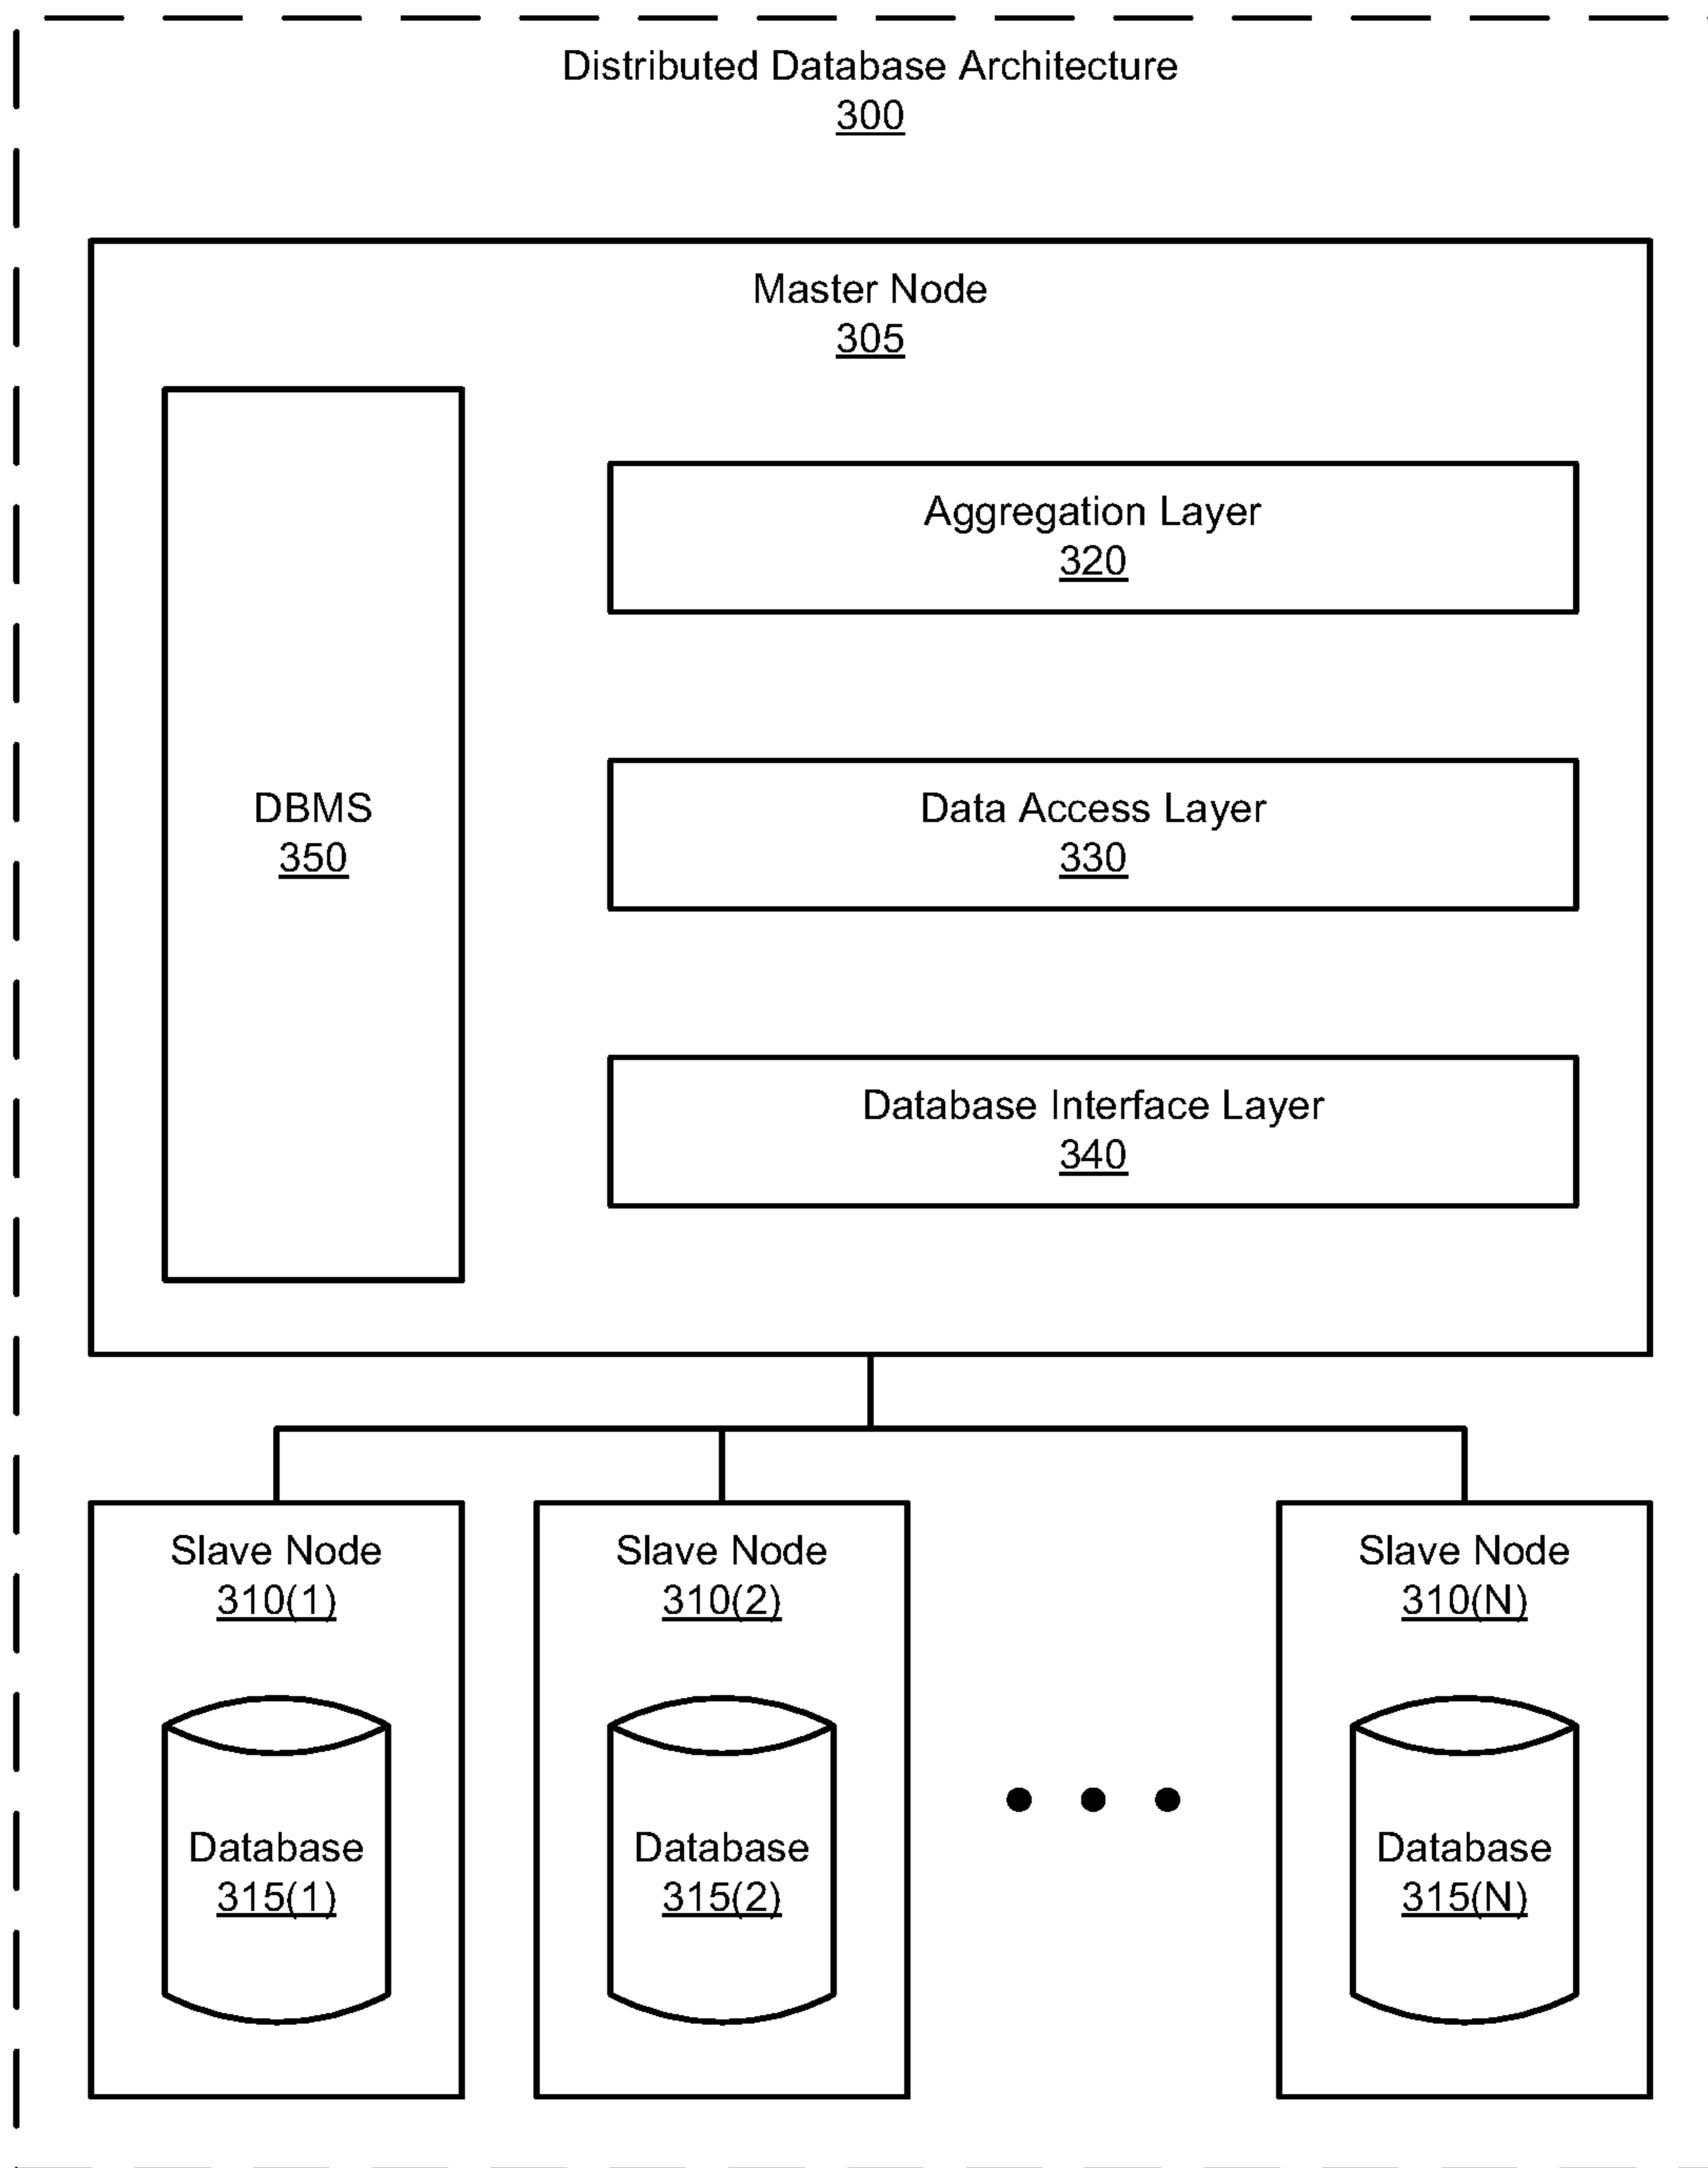 Distributed Database Architecture
300
Master Node
305
DBMS
350
Aggregation Layer
320
Data Access Layer
330
Database Interface Layer
340
Slave Node
310(1)
Database
315(1)
Slave Node
310(2)
Database
315(2)
Slave Node
310(N)
Database
315(N)